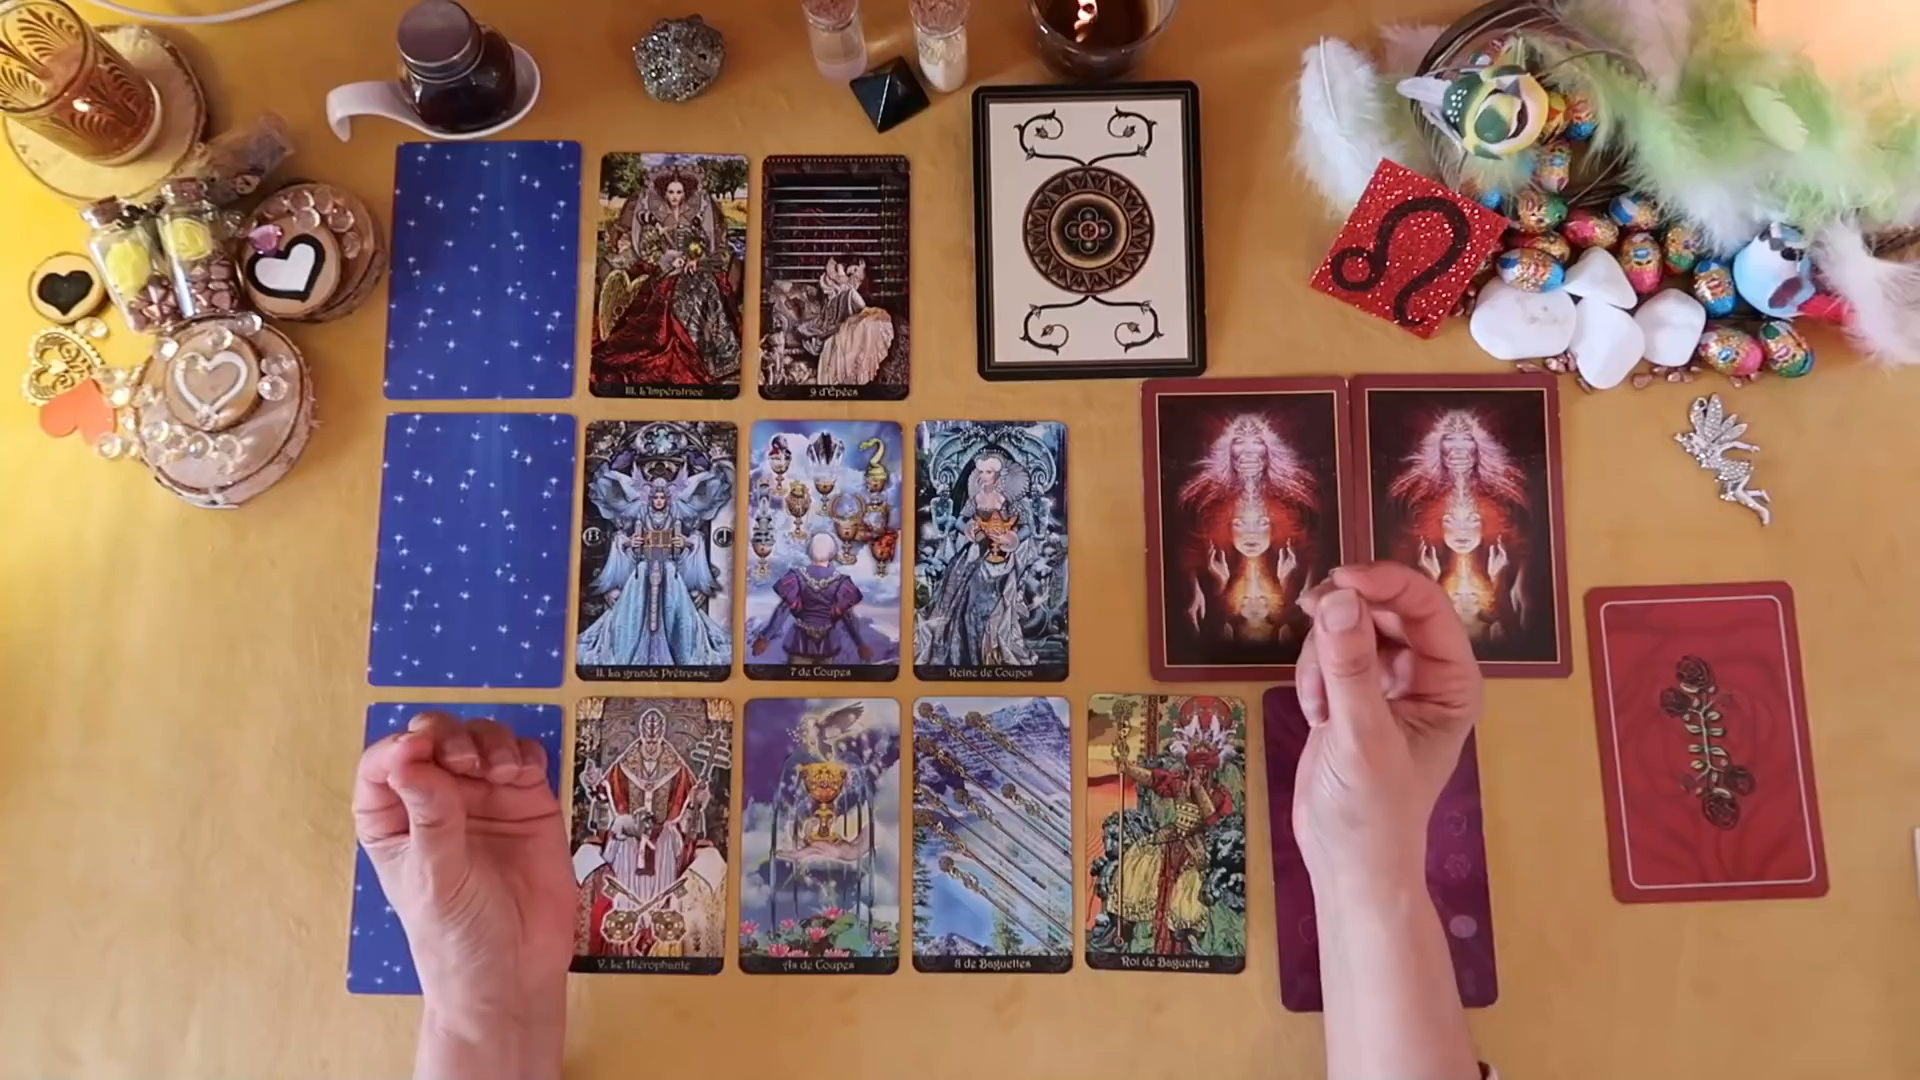 III. L'Impératrice
9 d'Épées
B
J
II. La grande Prêtresse
7 de Coupes
Reine de Coupes
V. Le Hiérophante
As de Coupes
8 de Baguettes
Roi de Baguettes